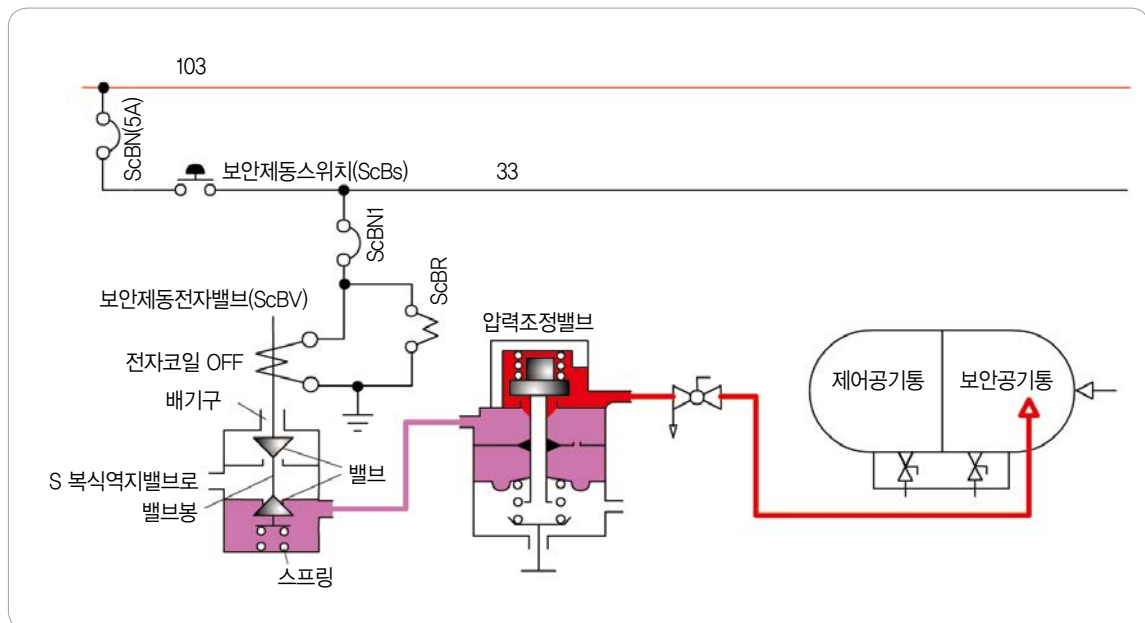 103
ScBN(5A)
보안제동스위치(ScBs)
33
ScBN1
ScBR
보안제동전자밸브(ScBV)
전자코일 OFF
배기구
압력조정밸브
제어공기통
보안공기통
S 복식역지밸브로
밸브
밸브봉
스프링